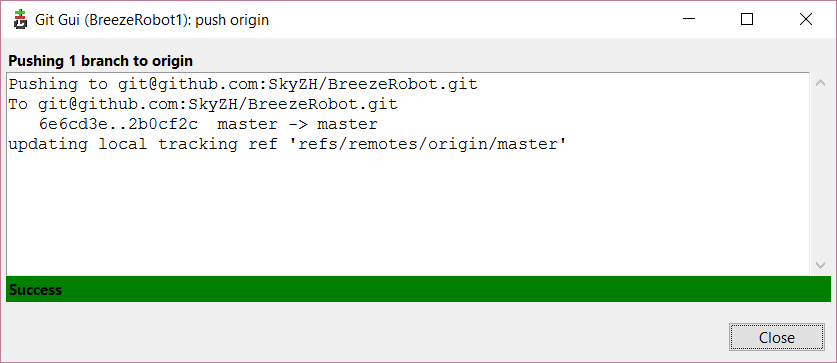 Git Gui (BreezeRobot1): push origin
Pushing 1 branch to origin
Pushing to git@github.com:SkyZH/BreezeRobot.git
To git@github.com:SkyZH/BreezeRobot.git
   6e6cd3e..2b0cf2c  master -> master
updating local tracking ref 'refs/remotes/origin/master'
Success
Close